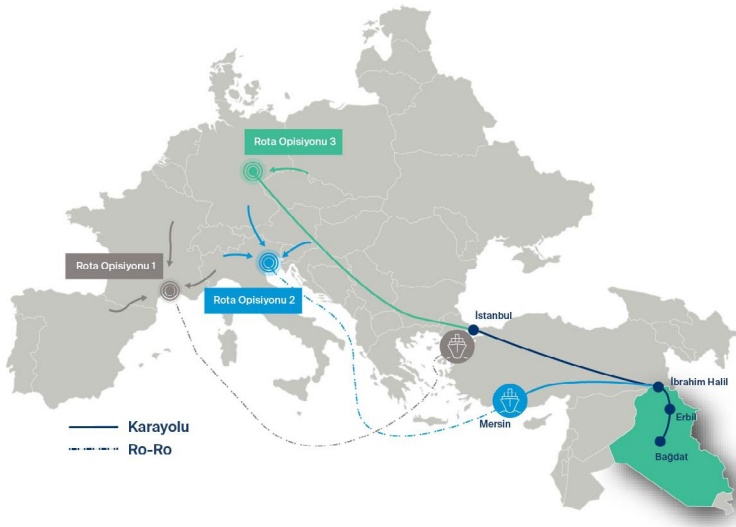 Rota Opisiyonu 3
Rota Opisiyonu 1
Rota Opisiyonu 2
İstanbul
İbrahim Halil
Erbil
Mersin
Bağdat
Karayolu
Ro-Ro